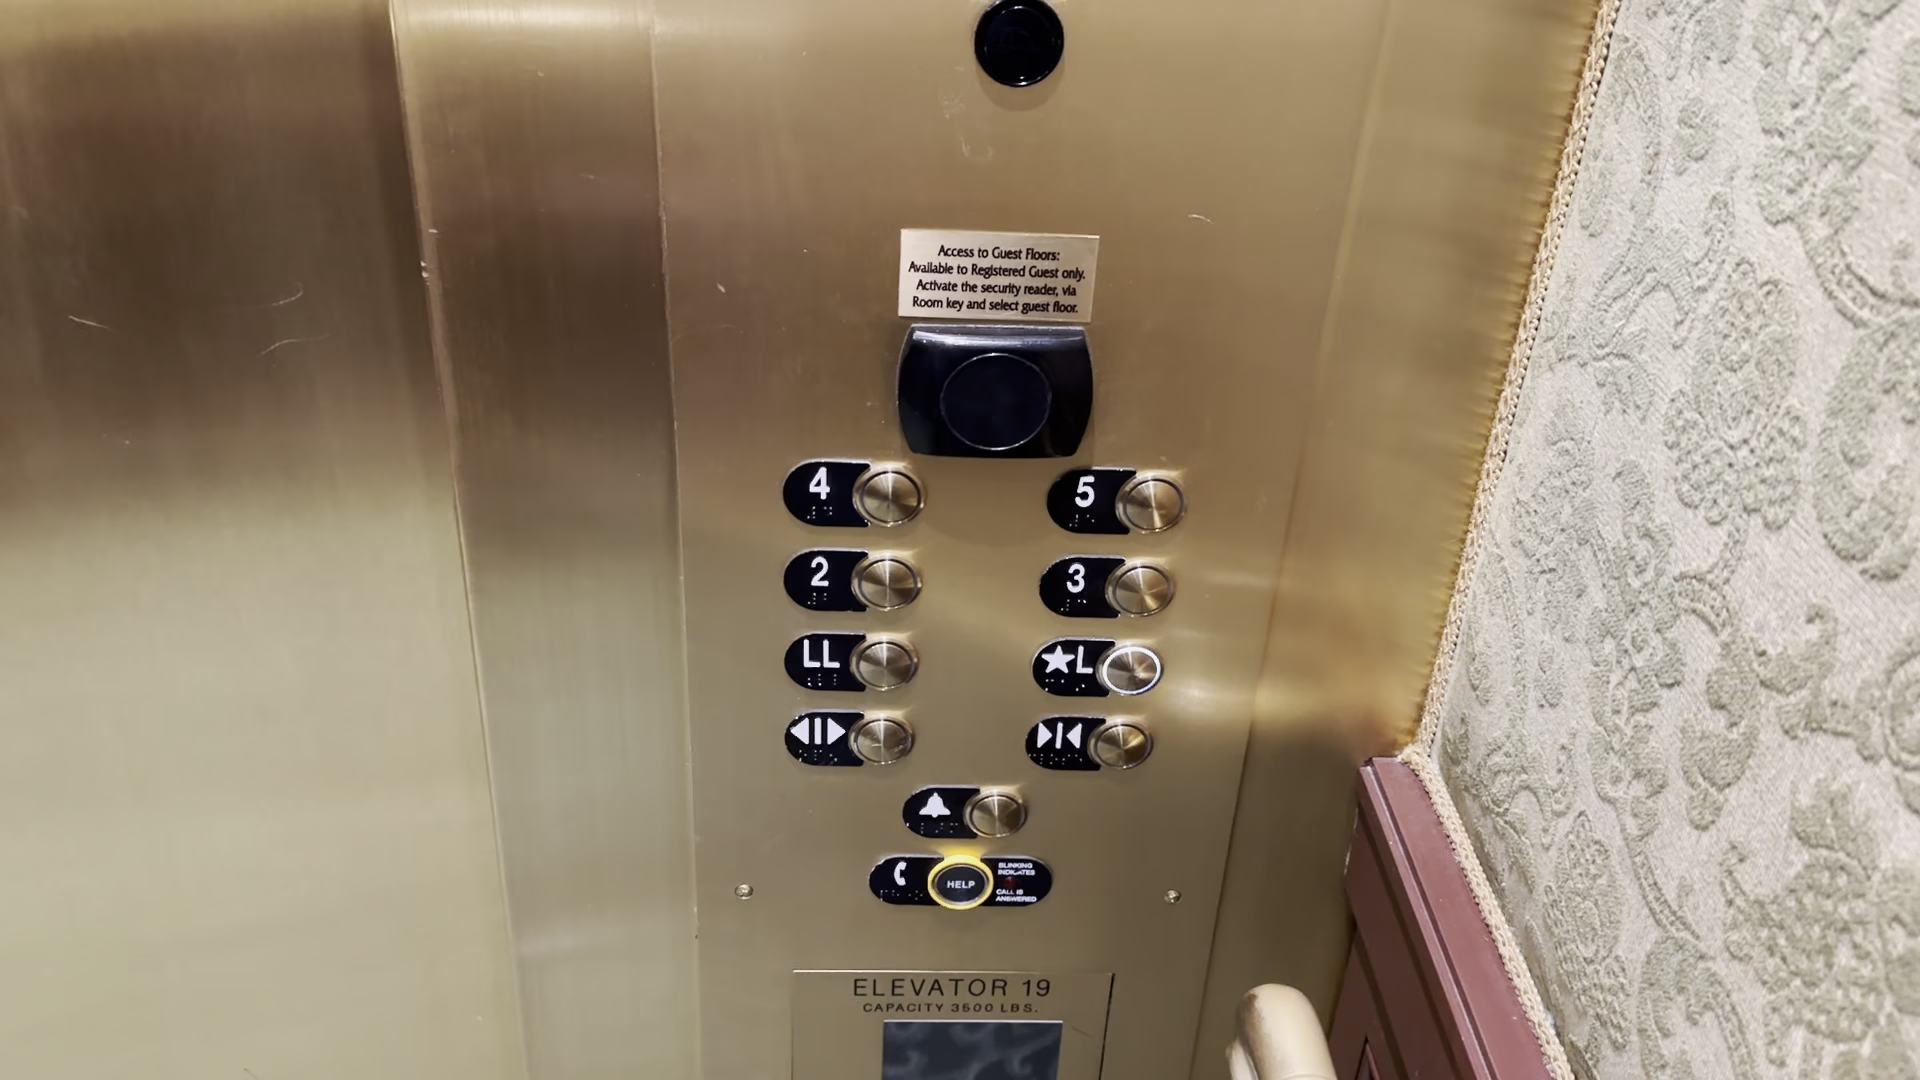 Access to Guest Floors:
Available to Registered Guest only.
Activate the security reader, via
Room key and select guest floor.
4 5
2 3
LL ★L
HELP
BLINKING
INDICATES
CALL IS
ANSWERED
ELEVATOR 19
CAPACITY 3500 LBS.